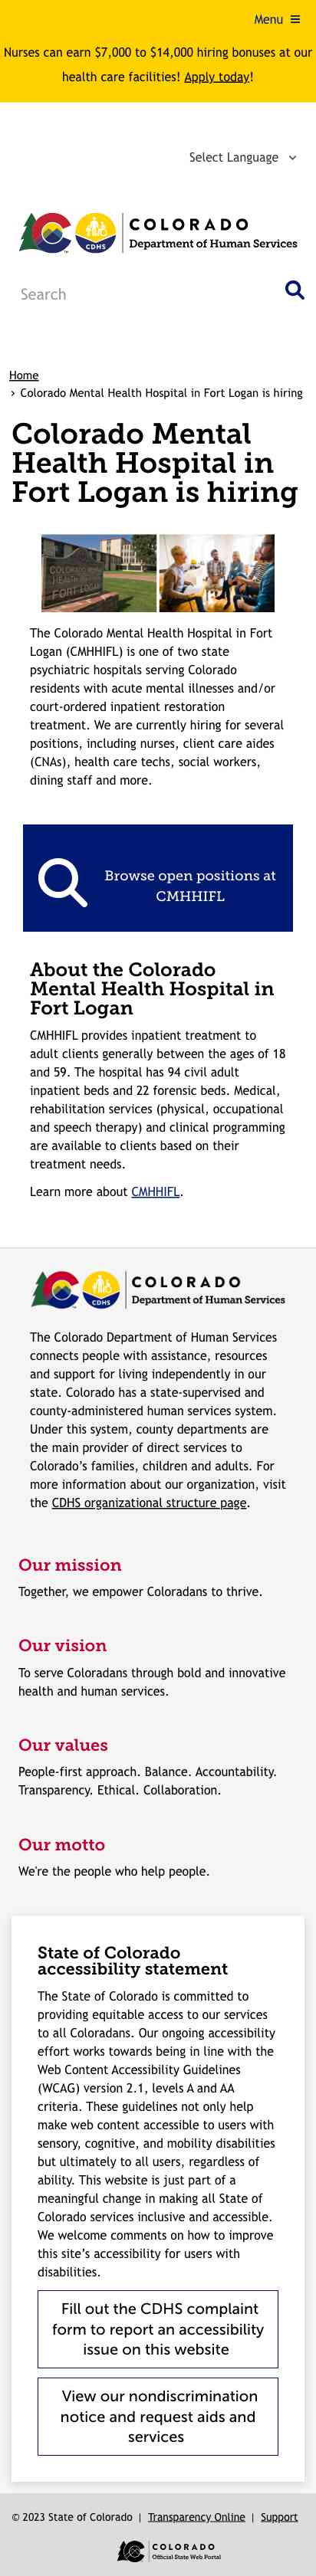 Menu ≡
Nurses can earn $7,000 to $14,000 hiring bonuses at our
health care facilities! Apply today!
Select Language
CDHS
COLORADO
Department of Human Services
Search
Home
› Colorado Mental Health Hospital in Fort Logan is hiring
Colorado Mental
Health Hospital in
Fort Logan is hiring
COLORADO
MENTAL
HEALTH
FORT LOGAN
The Colorado Mental Health Hospital in Fort
Logan (CMHHIFL) is one of two state
psychiatric hospitals serving Colorado
residents with acute mental illnesses and/or
court-ordered inpatient restoration
treatment. We are currently hiring for several
positions, including nurses, client care aides
(CNAs), health care techs, social workers,
dining staff and more.
Browse open positions at
CMHHIFL
About the Colorado
Mental Health Hospital in
Fort Logan
CMHHIFL provides inpatient treatment to
adult clients generally between the ages of 18
and 59. The hospital has 94 civil adult
inpatient beds and 22 forensic beds. Medical,
rehabilitation services (physical, occupational
and speech therapy) and clinical programming
are available to clients based on their
treatment needs.
Learn more about CMHHIFL.
CDHS
COLORADO
Department of Human Services
The Colorado Department of Human Services
connects people with assistance, resources
and support for living independently in our
state. Colorado has a state-supervised and
county-administered human services system.
Under this system, county departments are
the main provider of direct services to
Colorado’s families, children and adults. For
more information about our organization, visit
the CDHS organizational structure page.
Our mission
Together, we empower Coloradans to thrive.
Our vision
To serve Coloradans through bold and innovative
health and human services.
Our values
People-first approach. Balance. Accountability.
Transparency. Ethical. Collaboration.
Our motto
We're the people who help people.
State of Colorado
accessibility statement
The State of Colorado is committed to
providing equitable access to our services
to all Coloradans. Our ongoing accessibility
effort works towards being in line with the
Web Content Accessibility Guidelines
(WCAG) version 2.1, levels A and AA
criteria. These guidelines not only help
make web content accessible to users with
sensory, cognitive, and mobility disabilities
but ultimately to all users, regardless of
ability. This website is just part of a
meaningful change in making all State of
Colorado services inclusive and accessible.
We welcome comments on how to improve
this site’s accessibility for users with
disabilities.
Fill out the CDHS complaint
form to report an accessibility
issue on this website
View our nondiscrimination
notice and request aids and
services
© 2023 State of Colorado | Transparency Online | Support
COLORADO
Official State Web Portal